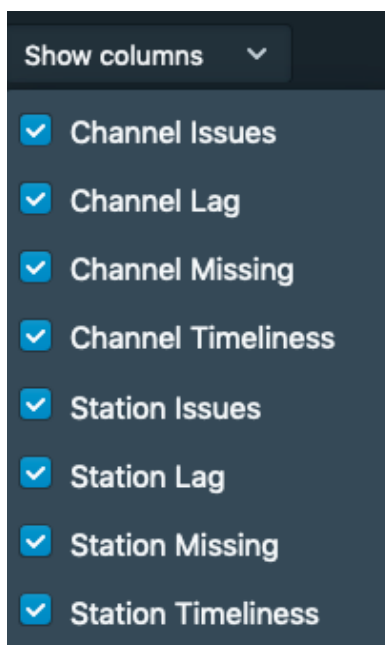 Show columns
Channel Issues
Channel Lag
Channel Missing
Channel Timeliness
Station Issues
Station Lag
Station Missing
Station Timeliness